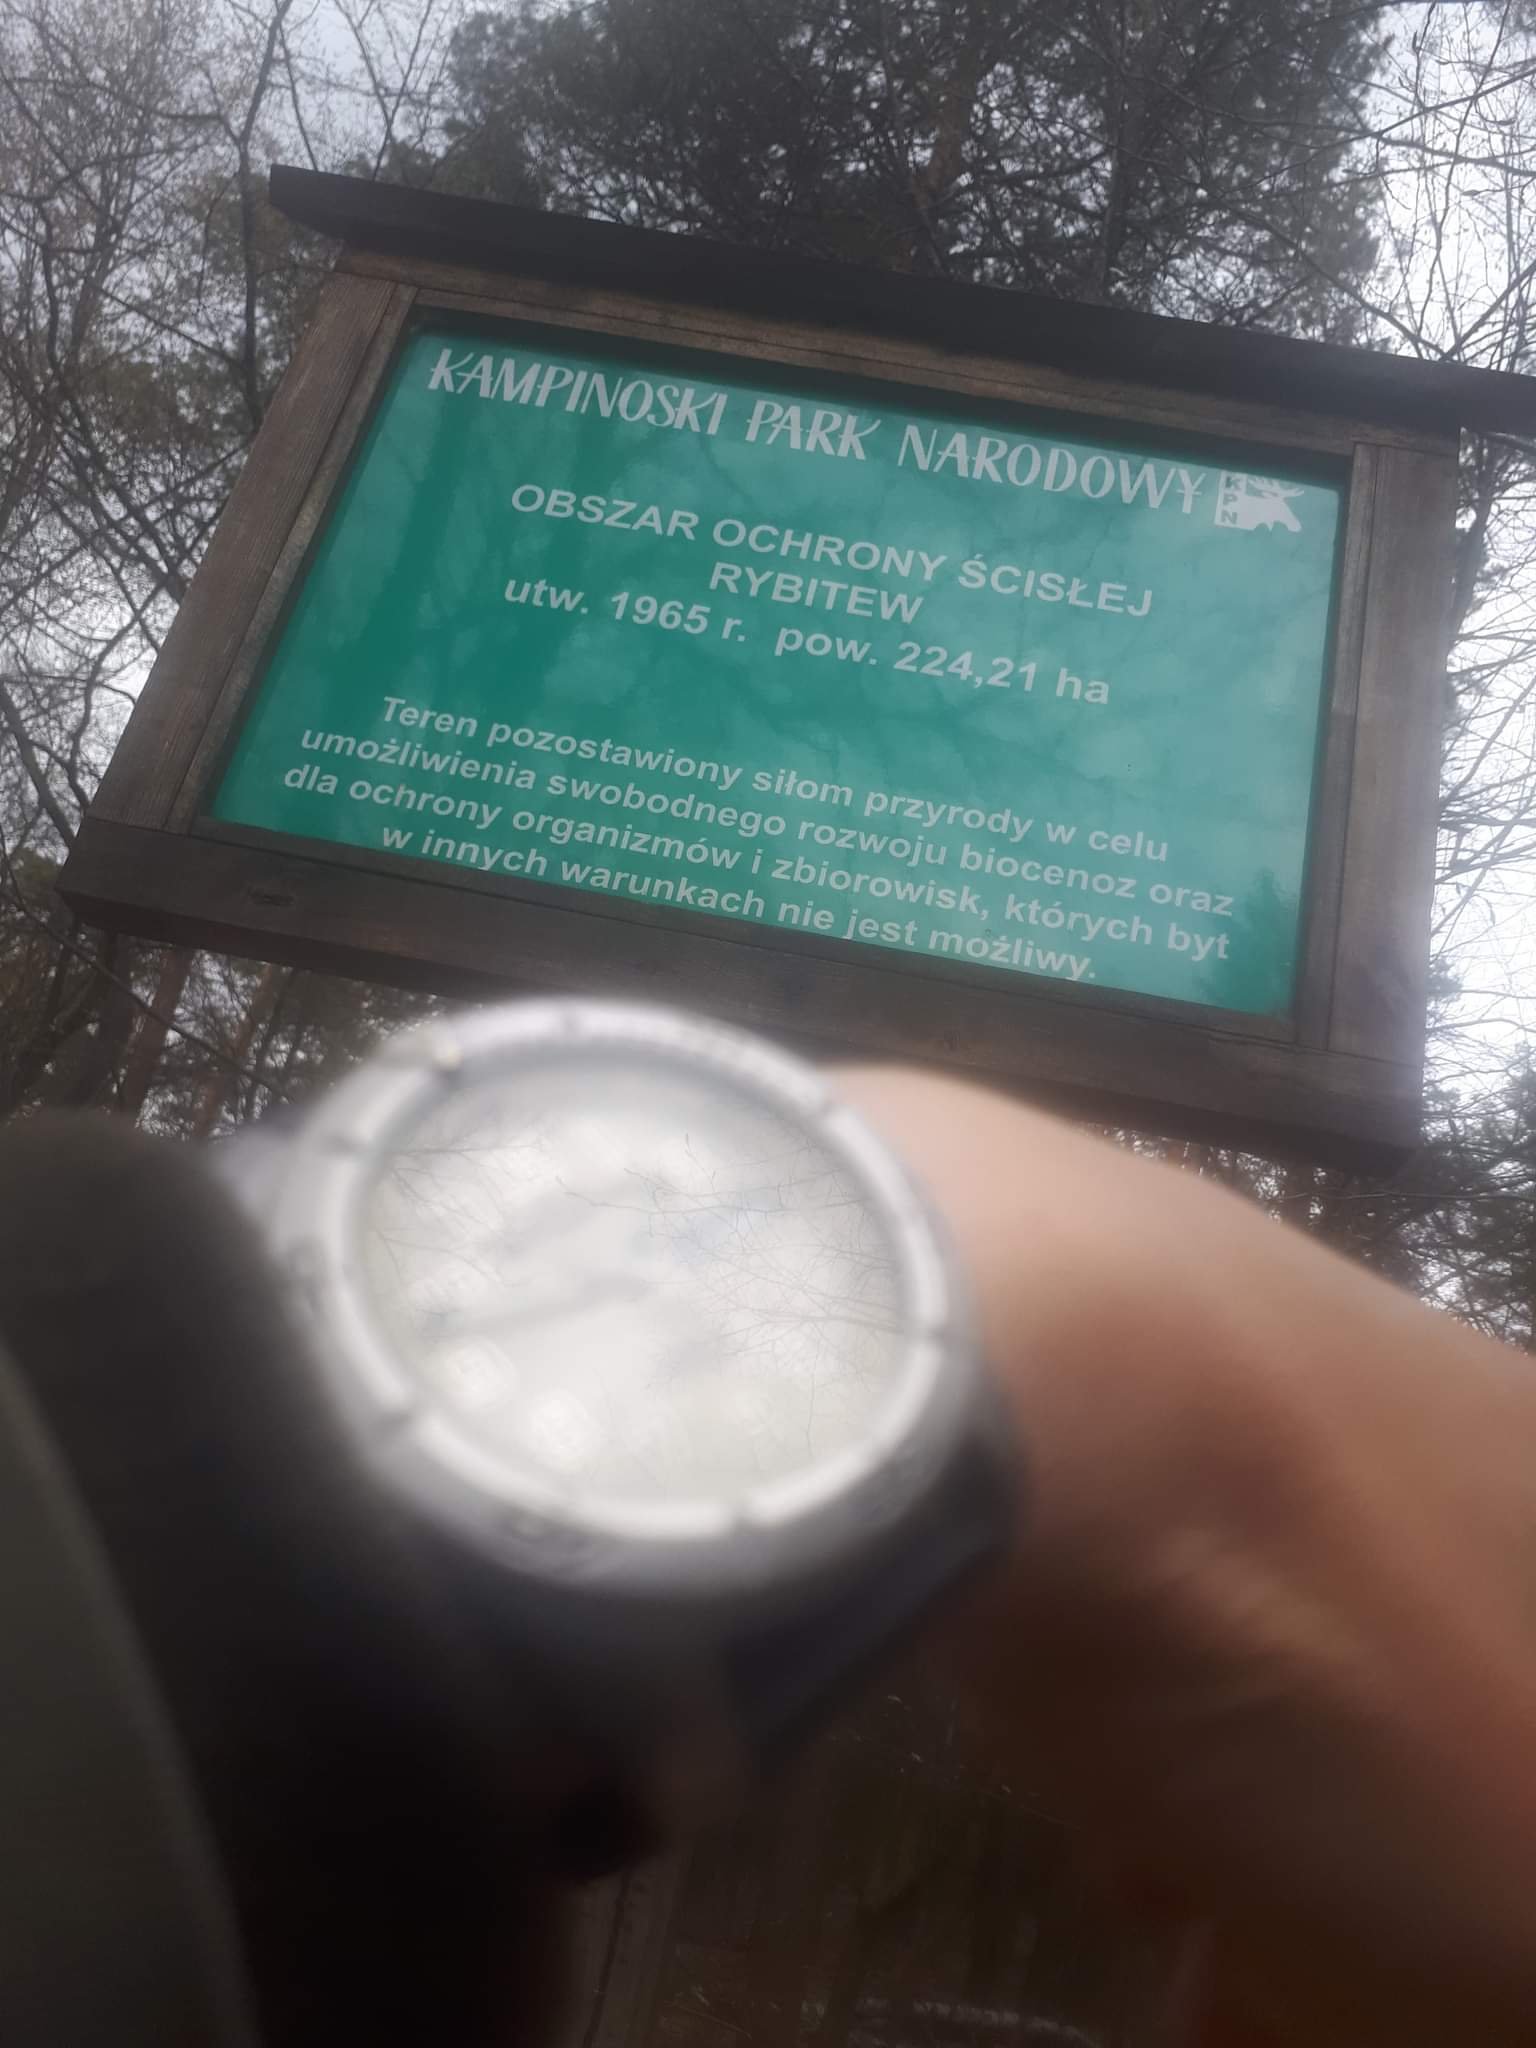 KAMPINOSKI PARK NARODOWY
KPN
OBSZAR OCHRONY ŚCISŁEJ
RYBITEW
utw. 1965 r. pow. 224,21 ha
Teren pozostawiony siłom przyrody w celu
umożliwienia swobodnego rozwoju biocenoz oraz
dla ochrony organizmów i zbiorowisk, których byt
w innych warunkach nie jest możliwy.